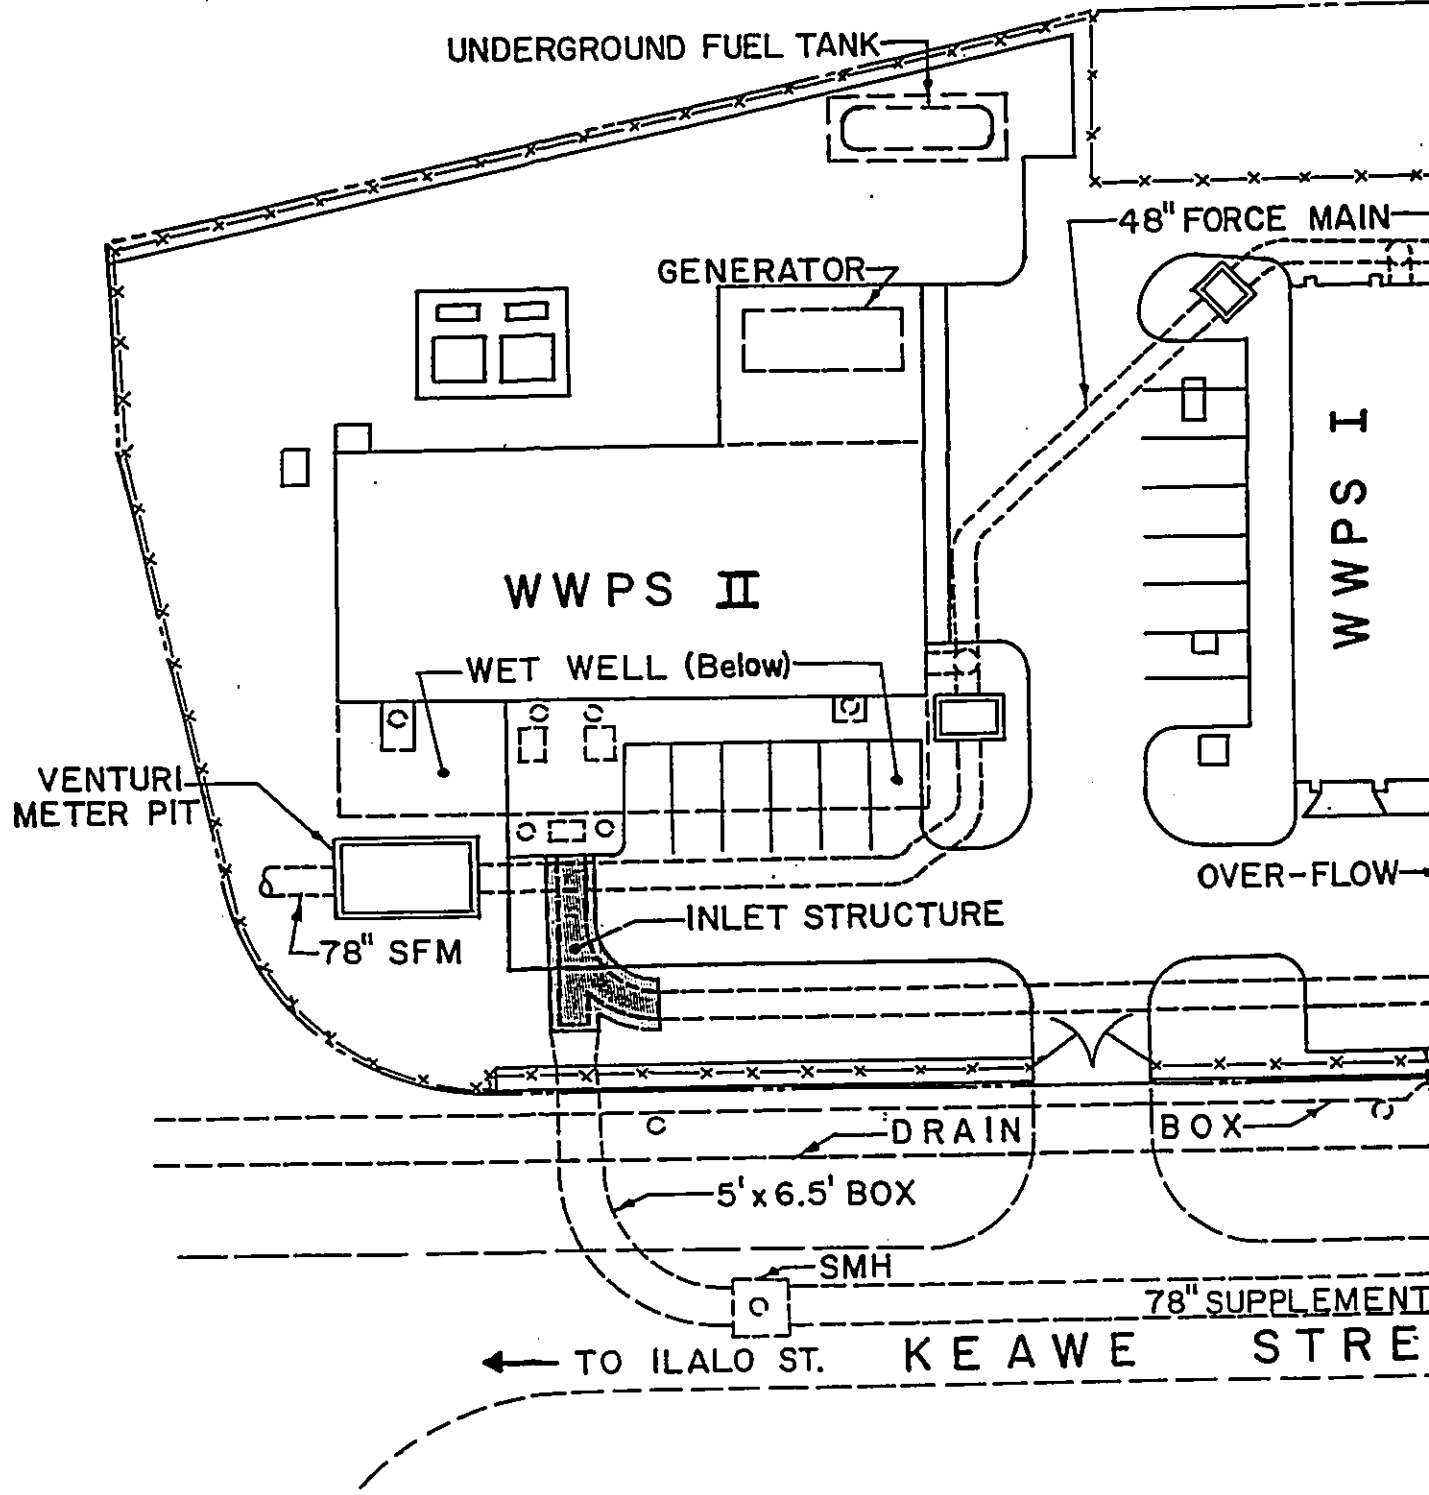 UNDERGROUND FUEL TANK
48" FORCE MAIN
GENERATOR
WWPS I
WWPS II
WET WELL (Below)
VENTURI
METER PIT
OVER-FLOW
INLET STRUCTURE
78" SFM
DRAIN
BOX
5' x 6.5' BOX
SMH
78" SUPPLEMENT
TO ILALO ST.
KEAWE STRE